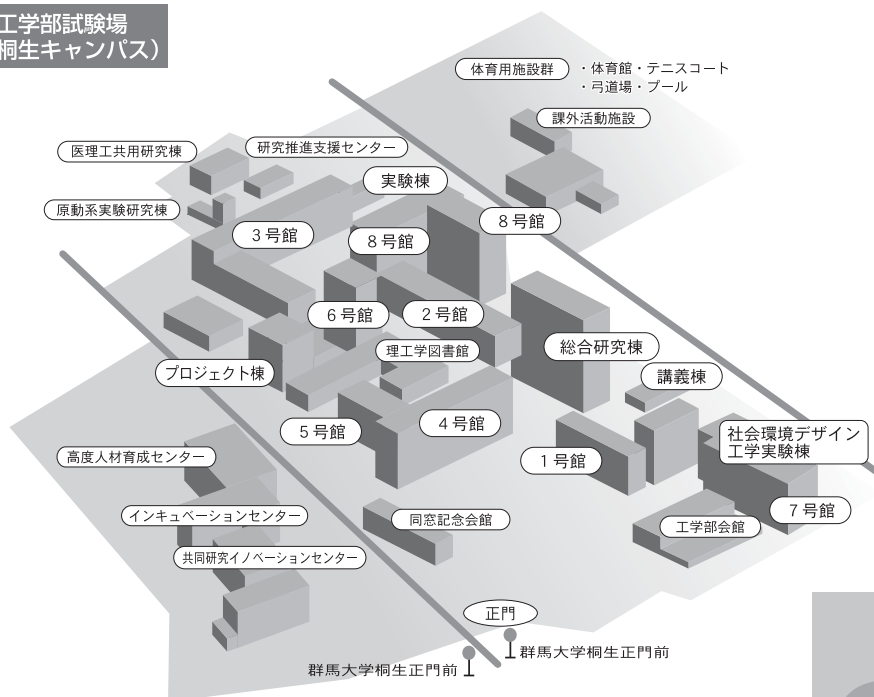 工学部試験場
桐生キャンパス)
体育用施設群
・体育館・テニスコート
・弓道場・プール
課外活動施設
医理工共用研究棟
研究推進支援センター
実験棟
原動系実験研究棟
3号館
8号館
8号館
6号館
2号館
理工学図書館
総合研究棟
プロジェクト棟
講義棟
5号館
4号館
1号館
社会環境デザイン
工学実験棟
高度人材育成センター
7号館
インキュベーションセンター
同窓記念会館
工学部会館
共同研究イノベーションセンター
正門
群馬大学桐生正門前
群馬大学桐生正門前